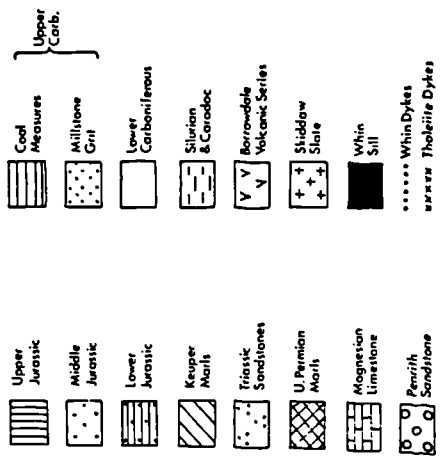 Upper
Jurassic
Middle
Jurassic
Lower
Jurassic
Keuper
Marls
Triassic
Sandstones
U. Permian
Marls
Magnesian
Limestone
Penrith
Sandstone
Coal
Measures
Millstone
Grit
Upper
Carb.
Lower
Carboniferous
Silurian
& Caradoc
Borrowdale
Volcanic Series
Skiddaw
Slate
Whin
Sill
Whin Dykes
Tholeiite Dykes